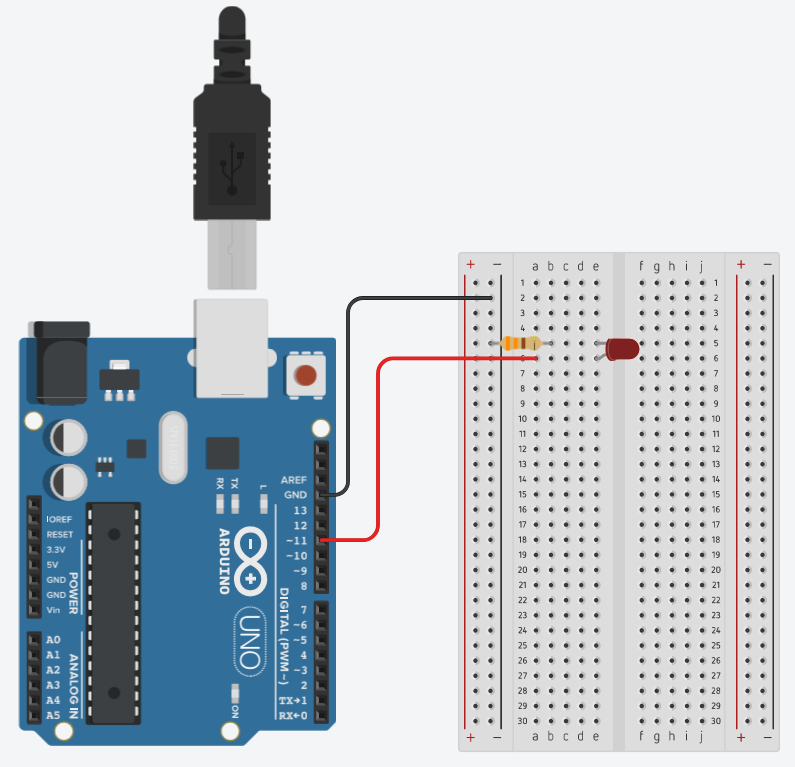 + − a b c d e f g h i j + −
1 1
2 2
3 3
4 4
5 5
6 6
7 7
8 8
9 9
10 10
11 11
12 12
13 13
14 14
15 15
16 16
17 17
18 18
19 19
20 20
21 21
22 22
23 23
24 24
25 25
26 26
27 27
28 28
29 29
30 30
+ − a b c d e f g h i j + −
AREF
GND
13
12
~11
~10
~9
8
7
~6
~5
4
~3
2
TX→1
RX←0
DIGITAL (PWM~)
RX
TX
L
ARDUINO
UNO
ON
IOREF
RESET
3.3V
5V
GND
GND
Vin
POWER
A0
A1
A2
A3
A4
A5
ANALOG IN